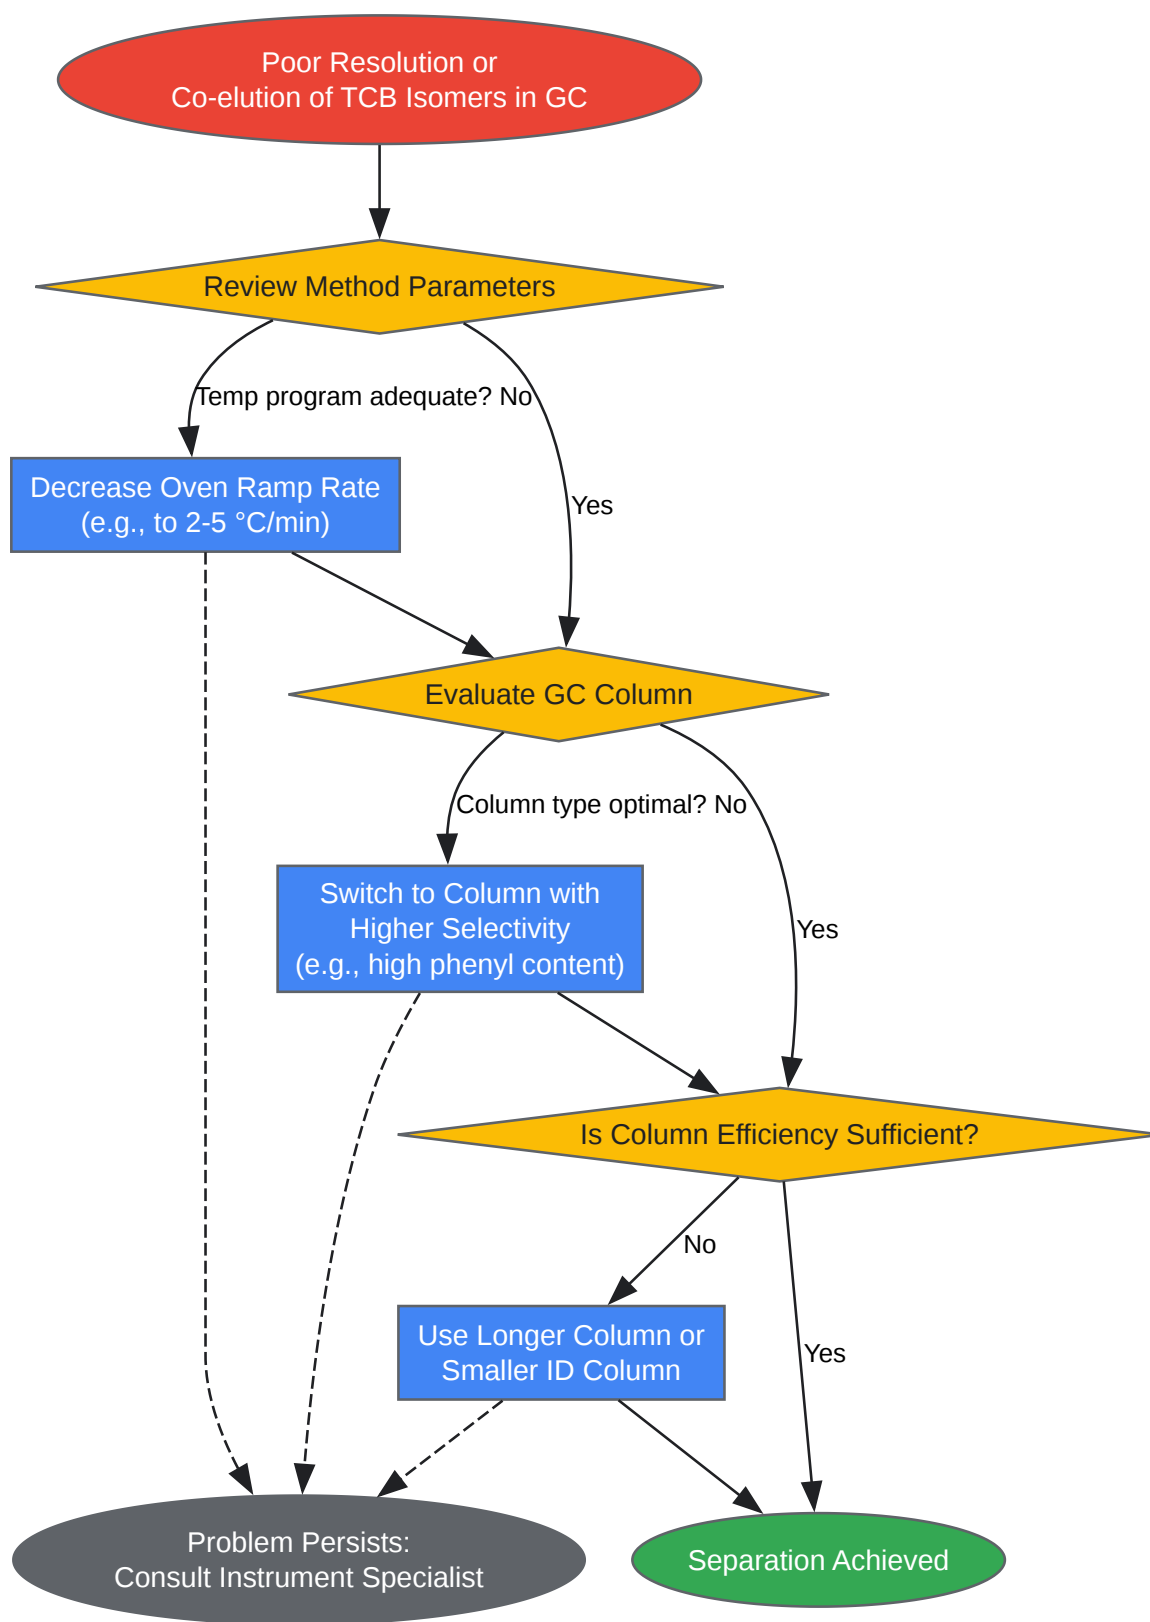 Poor Resolution or
Co-elution of TCB Isomers in GC
Review Method Parameters
Temp program adequate? No
Decrease Oven Ramp Rate
(e.g., to 2-5 °C/min)
Yes
Evaluate GC Column
Column type optimal? No
Switch to Column with
Higher Selectivity
(e.g., high phenyl content)
Yes
Is Column Efficiency Sufficient?
No
Use Longer Column or
Smaller ID Column
Yes
Problem Persists:
Consult Instrument Specialist
Separation Achieved